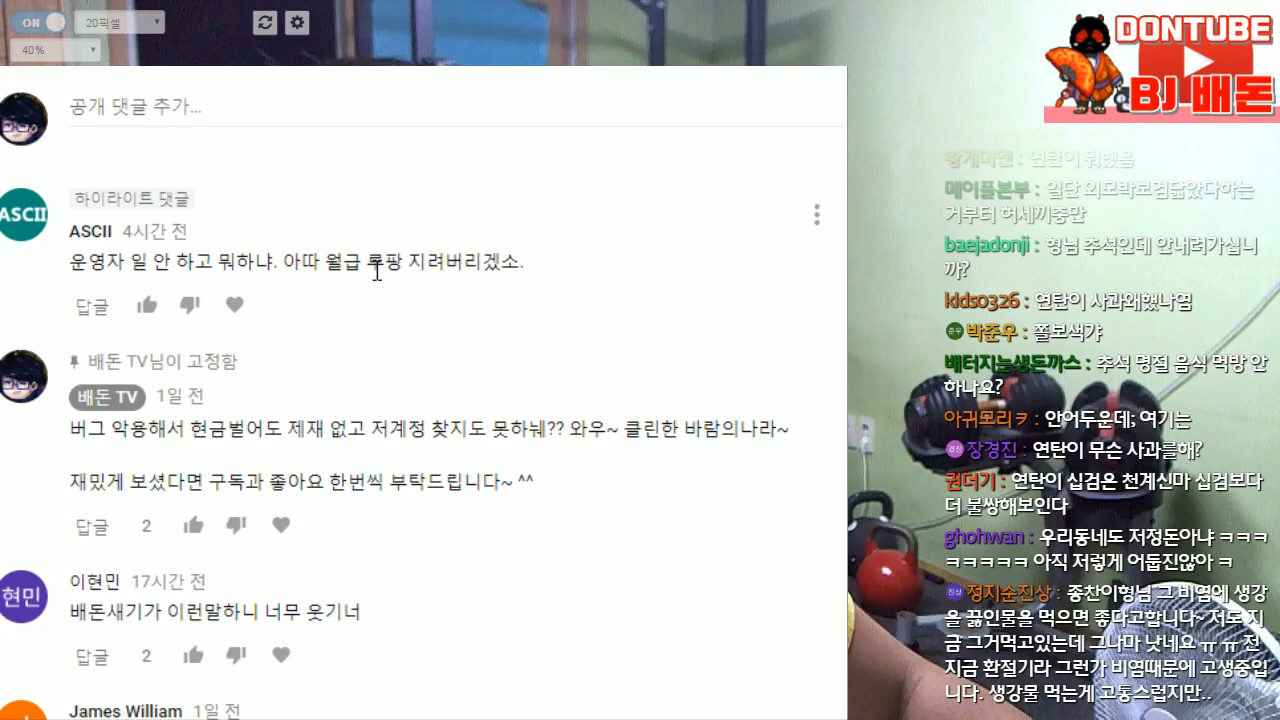 ON
20픽셀
40%
DONTUBE
BJ 배돈
공개 댓글 추가...
하이라이트 댓글
ASCII
ASCII 4시간 전
운영자 일 안 하고 뭐하냐. 아따 월급 루팡 지려버리겠소.
답글
배돈 TV님이 고정함
배돈 TV 1일 전
버그 악용해서 현금벌어도 제재 없고 저계정 찾지도 못하눼?? 와우~ 클린한 바람의나라~
재밌게 보셨다면 구독과 좋아요 한번씩 부탁드립니다~ ^^
답글 2
현민
이현민 17시간 전
배돈새기가 이런말하니 너무 웃기너
답글 2
James William 1일 전
황개미맨 : 연탄이 뭐했음
메이플본부 : 일단 외모박보검닮았다하는
거부터 허세끼충만
baejadonji : 형님 추석인데 안내려가십니
까?
klds0326 : 연탄이 사과왜했나염
준우 박준우 : 쫄보색갸
배터지는생돈까스 : 추석 명절 음식 먹방 안
하나요?
아귀모리ㅋ : 안어두운데; 여기는
경진 장경진 : 연탄이 무슨 사과를해?
권더기 : 연탄이 십검은 천계신마 십검보다
더 불쌍해보인다
ghohwan : 우리동네도 저정돈아냐 ㅋㅋㅋ
ㅋㅋㅋㅋㅋ 아직 저렇게 어둡진않아 ㅋ
진상 정지순진상 : 종찬이형님 그 비염에 생강
을 끓인물을 먹으면 좋다고합니다~ 저도 지
금 그거먹고있는데 그나마 낫네요 ㅠㅠ 전
지금 환절기라 그런가 비염때문에 고생중입
니다. 생강물 먹는게 고통스럽지만..